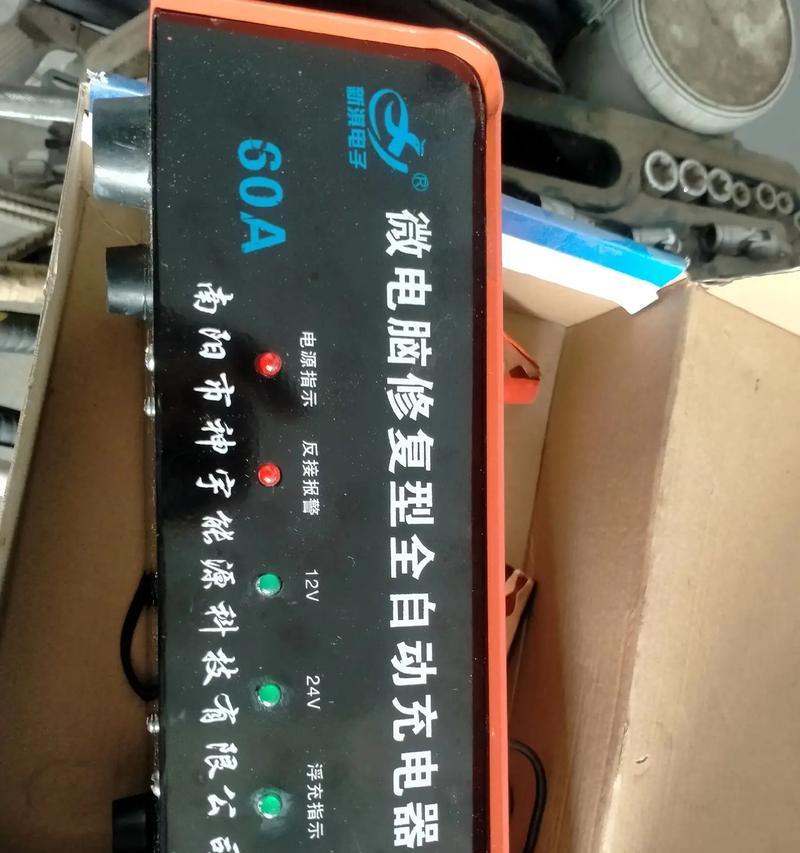 新浿电子
®
60A
微电脑修复型全自动充电器
电源指示
反接报警
12V
24V
浮充指示
南阳市神宇能源科技有限公司